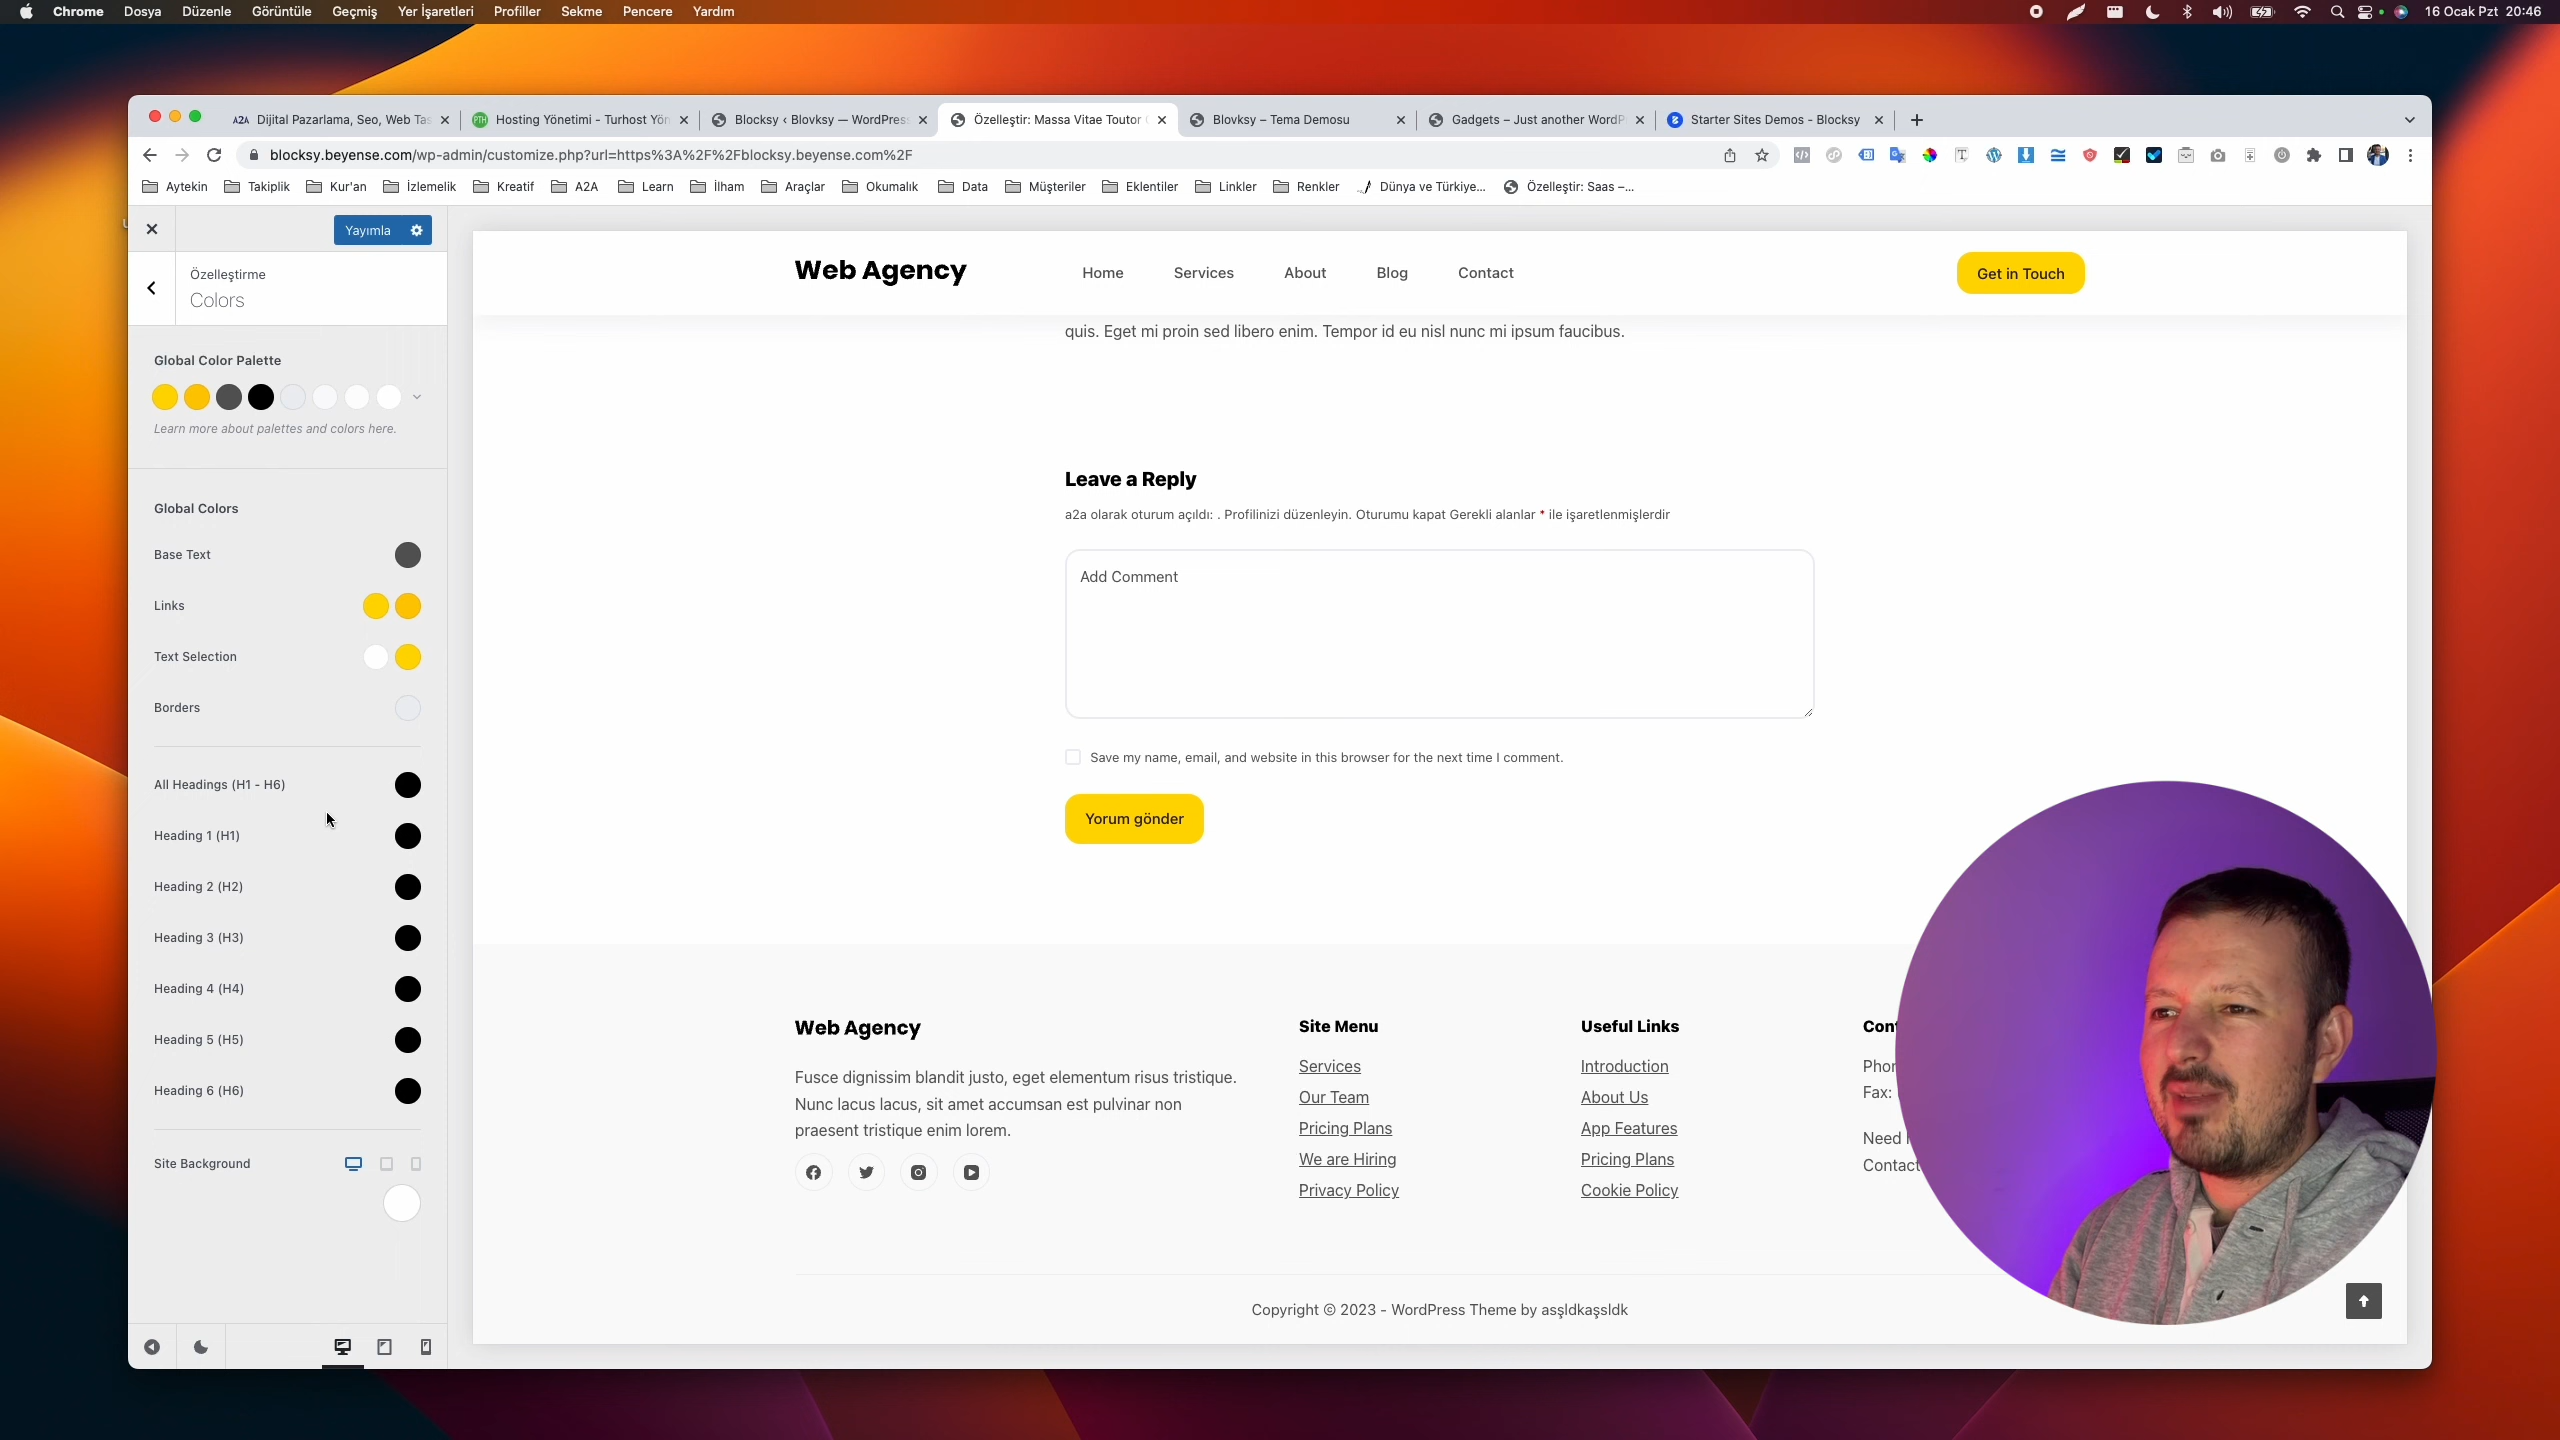 Chrome Dosya Düzenle Görüntüle Geçmiş Yer İşaretleri Profiller Sekme Pencere Yardım 16 Ocak Pzt 20:46
A2A Dijital Pazarlama, Seo, Web Tas PTH Hosting Yönetimi - Turhost Yön Blocksy ‹ Blovksy — WordPress Özelleştir: Massa Vitae Toutor Blovksy – Tema Demosu Gadgets – Just another WordP Starter Sites Demos - Blocksy
blocksy.beyense.com/wp-admin/customize.php?url=https%3A%2F%2Fblocksy.beyense.com%2F
Aytekin Takiplik Kur'an İzlemelik Kreatif A2A Learn İlham Araçlar Okumalık Data Müşteriler Eklentiler Linkler Renkler Dünya ve Türkiye... Özelleştir: Saas –...
Yayımla
Özelleştirme
Colors
Global Color Palette
Learn more about palettes and colors here.
Global Colors
Base Text
Links
Text Selection
Borders
All Headings (H1 - H6)
Heading 1 (H1)
Heading 2 (H2)
Heading 3 (H3)
Heading 4 (H4)
Heading 5 (H5)
Heading 6 (H6)
Site Background
Web Agency Home Services About Blog Contact Get in Touch
quis. Eget mi proin sed libero enim. Tempor id eu nisl nunc mi ipsum faucibus.
Leave a Reply
a2a olarak oturum açıldı: . Profilinizi düzenleyin. Oturumu kapat Gerekli alanlar * ile işaretlenmişlerdir
Add Comment
Save my name, email, and website in this browser for the next time I comment.
Yorum gönder
Web Agency
Fusce dignissim blandit justo, eget elementum risus tristique.
Nunc lacus lacus, sit amet accumsan est pulvinar non
praesent tristique enim lorem.
Site Menu
Services
Our Team
Pricing Plans
We are Hiring
Privacy Policy
Useful Links
Introduction
About Us
App Features
Pricing Plans
Cookie Policy
Cont
Phon
Fax:
Need
Contact
Copyright © 2023 - WordPress Theme by asşldkaşsldk